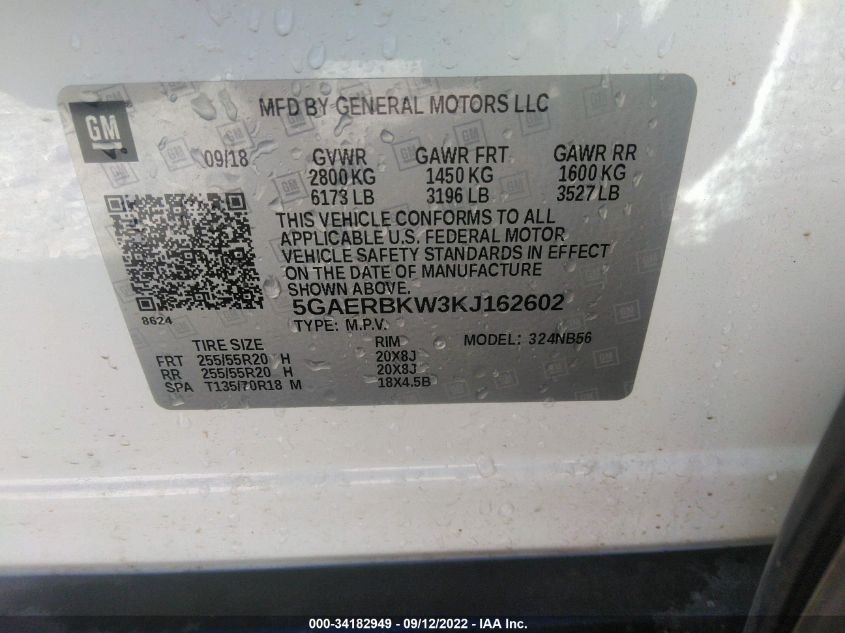 GM
MFD BY GENERAL MOTORS LLC
09/18 GVWR GAWR FRT GAWR RR
2800 KG 1450 KG 1600 KG
6173 LB 3196 LB 3527 LB
THIS VEHICLE CONFORMS TO ALL
APPLICABLE U.S. FEDERAL MOTOR
VEHICLE SAFETY STANDARDS IN EFFECT
ON THE DATE OF MANUFACTURE
SHOWN ABOVE.
8624
5GAERBKW3KJ162602
TYPE: M.P.V. MODEL: 324NB56
TIRE SIZE RIM
FRT 255/55R20 H 20X8J
RR 255/55R20 H 20X8J
SPA T135/70R18 M 18X4.5B
000-34182949 - 09/12/2022 - IAA Inc.